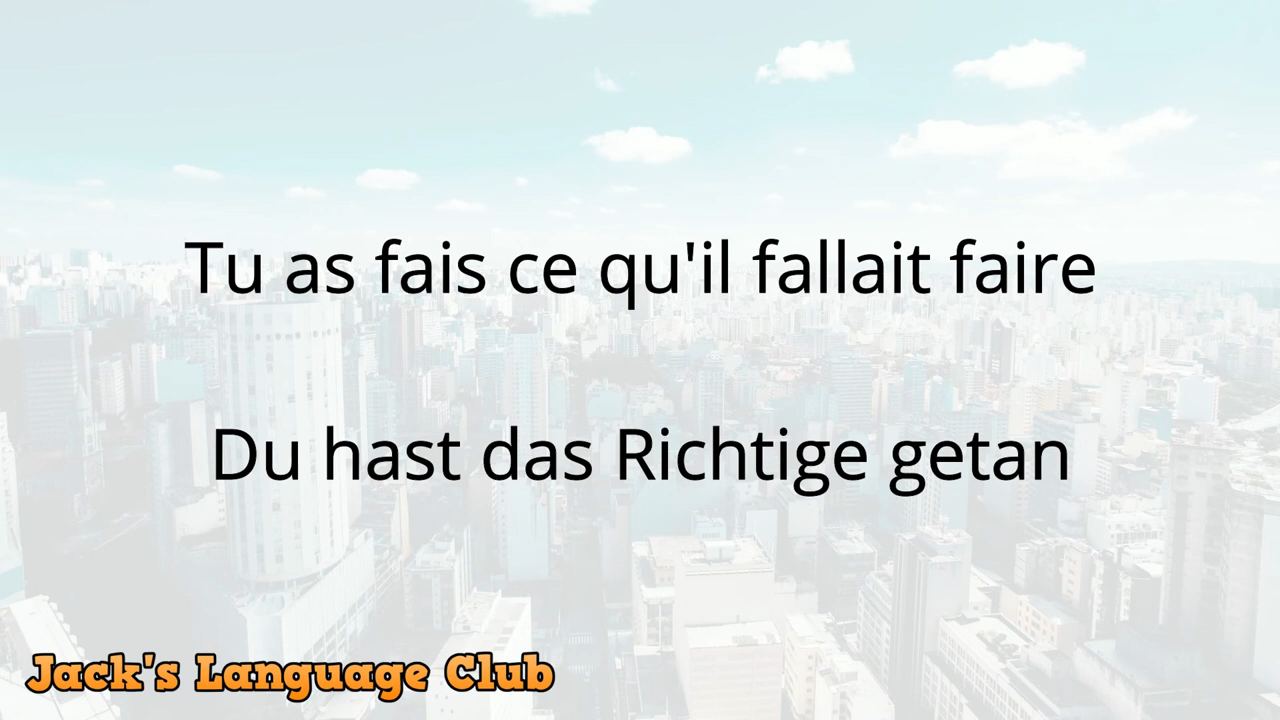 Tu as fais ce qu'il fallait faire
Du hast das Richtige getan
Jack's Language Club